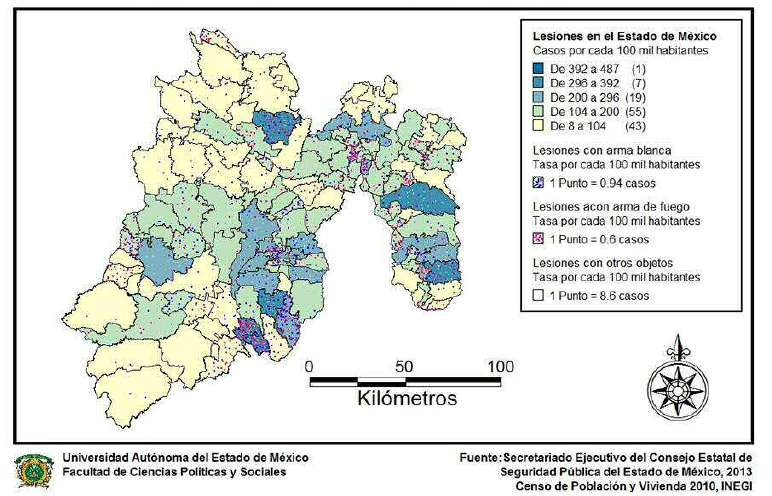 Lesiones en el Estado de México
Casos por cada 100 mil habitantes
De 392 a 487 (1)
De 296 a 392 (7)
De 200 a 296 (19)
De 104 a 200 (55)
De 8 a 104 (43)
Lesiones con arma blanca
Tasa por cada 100 mil habitantes
1 Punto = 0.94 casos
Lesiones acon arma de fuego
Tasa por cada 100 mil habitantes
1 Punto = 0.6 casos
Lesiones con otros objetos
Tasa por cada 100 mil habitantes
1 Punto = 8.6 casos
0 50 100
Kilómetros
Universidad Autónoma del Estado de México
Facultad de Ciencias Políticas y Sociales
Fuente:Secretariado Ejecutivo del Consejo Estatal de
Seguridad Pública del Estado de México, 2013
Censo de Población y Vivienda 2010, INEGI